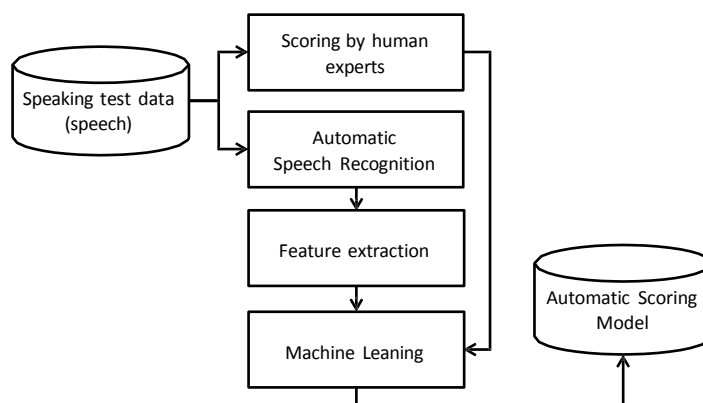 Scoring by human
experts
Speaking test data
(speech)
Automatic
Speech Recognition
Feature extraction
Automatic Scoring
Model
Machine Leaning